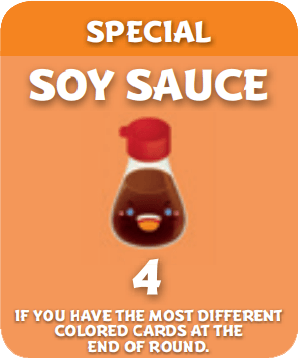 SPECIAL
SOY SAUCE
4
IF YOU HAVE THE MOST DIFFERENT
COLORED CARDS AT THE
END OF ROUND.